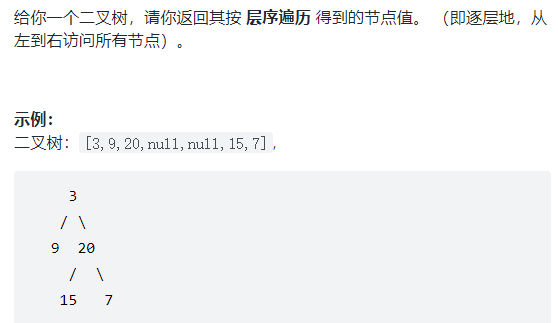 给你一个二叉树，请你返回其按 层序遍历 得到的节点值。 （即逐层地，从
左到右访问所有节点）。
示例：
二叉树：[3,9,20,null,null,15,7],
3
/ \
9 20
/ \
15 7